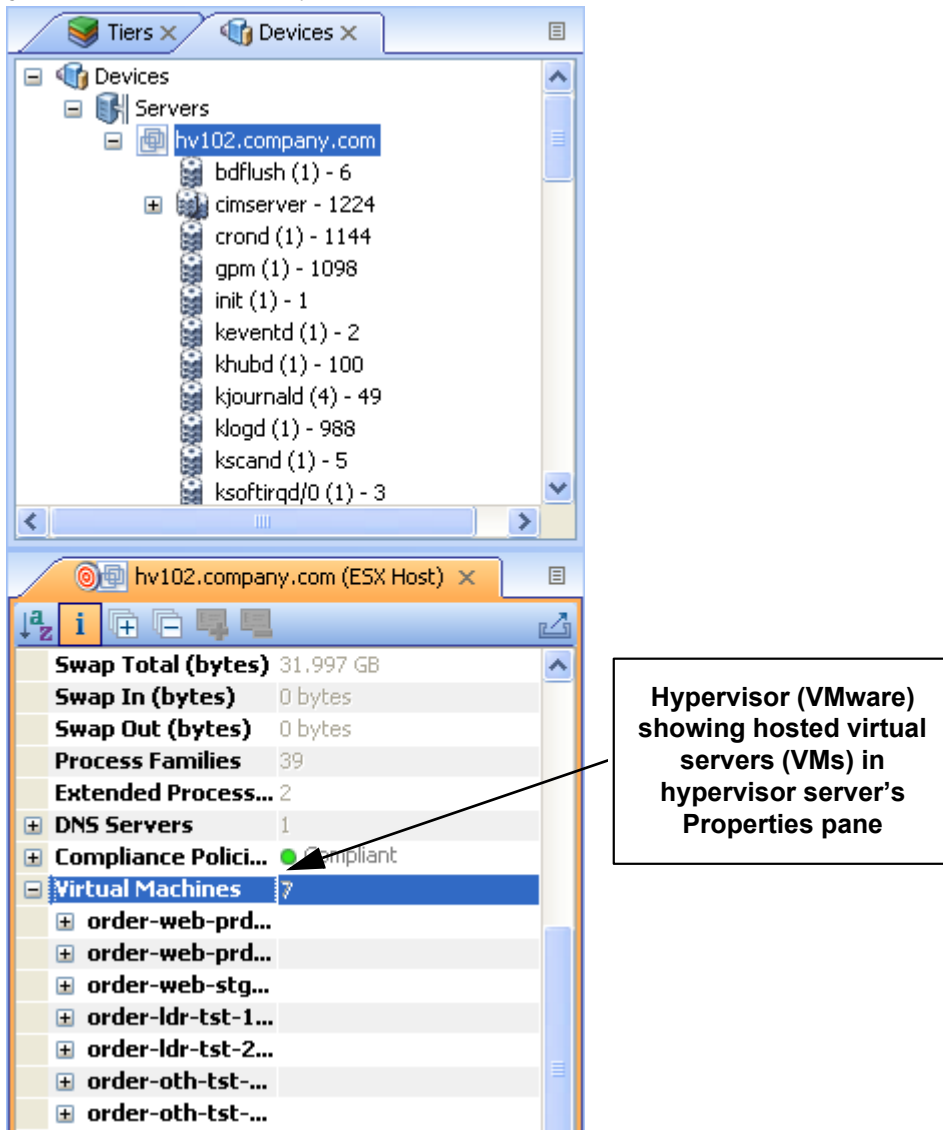 Tiers
Devices
Devices
Servers
hv102.company.com
bdflush (1) - 6
cimserver - 1224
crond (1) - 1144
gpm (1) - 1098
init (1) - 1
keventd (1) - 2
khubd (1) - 100
kjournald (4) - 49
klogd (1) - 988
kscand (1) - 5
ksoftirqd/0 (1) - 3
hv102.company.com (ESX Host)
Swap Total (bytes) 31.997 GB
Swap In (bytes) 0 bytes
Swap Out (bytes) 0 bytes
Process Families 39
Extended Process... 2
DNS Servers 1
Compliance Polici... Compliant
Virtual Machines 7
order-web-prd...
order-web-prd...
order-web-stg...
order-ldr-tst-1...
order-ldr-tst-2...
order-oth-tst-...
order-oth-tst-...
Hypervisor (VMware)
showing hosted virtual
servers (VMs) in
hypervisor server’s
Properties pane